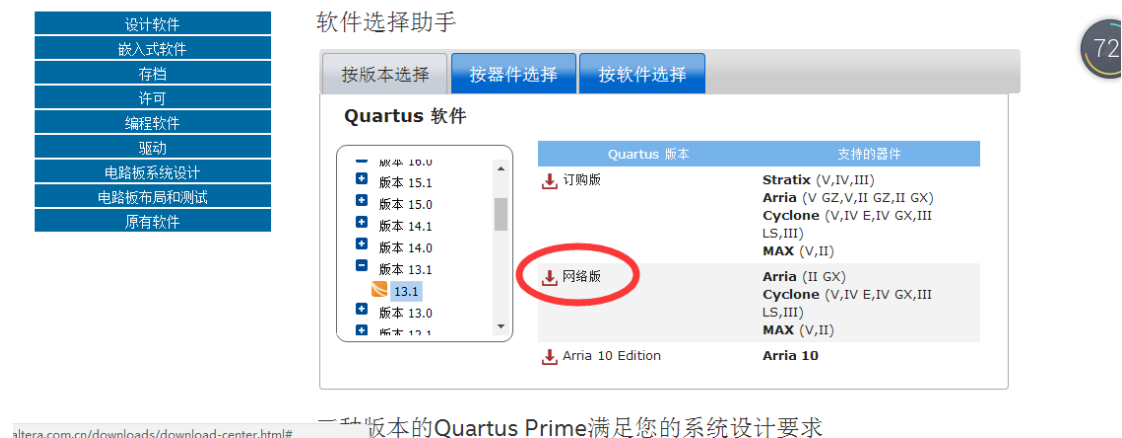 设计软件
嵌入式软件
存档
许可
编程软件
驱动
电路板系统设计
电路板布局和测试
原有软件
软件选择助手
按版本选择 按器件选择 按软件选择
Quartus 软件
版本 16.0
版本 15.1
版本 15.0
版本 14.1
版本 14.0
版本 13.1
13.1
版本 13.0
版本 12.1
Quartus 版本 支持的器件
订购版 Stratix (V,IV,III)
Arria (V GZ,V,II GZ,II GX)
Cyclone (V,IV E,IV GX,III
LS,III)
MAX (V,II)
网络版 Arria (II GX)
Cyclone (V,IV E,IV GX,III
LS,III)
MAX (V,II)
Arria 10 Edition Arria 10
72
版本的Quartus Prime满足您的系统设计要求
altera.com.cn/downloads/download-center.html#